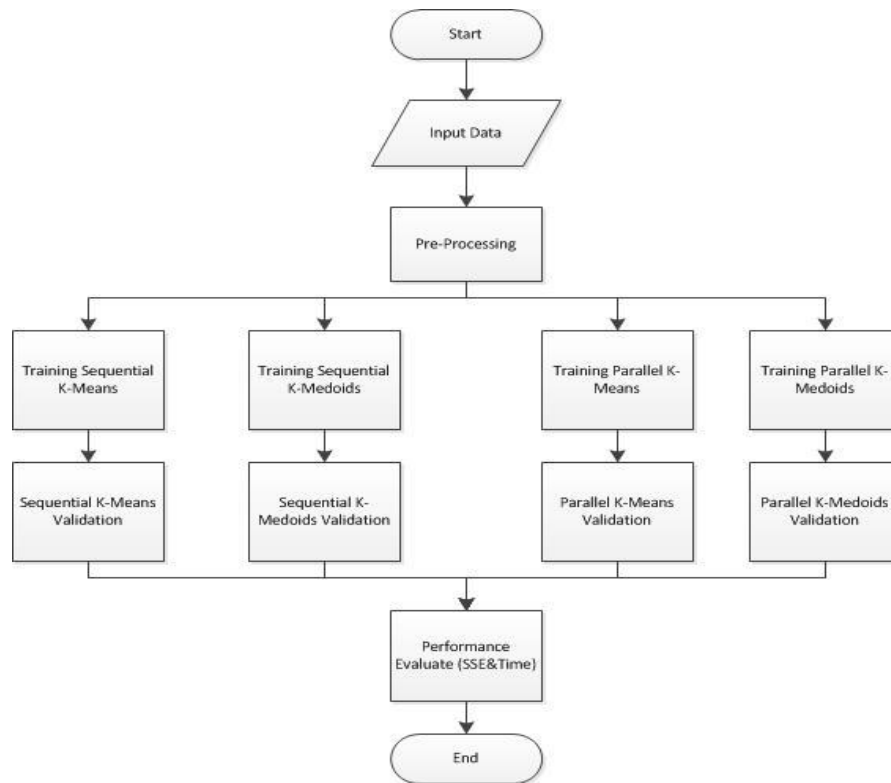 Start
Input Data
Pre-Processing
Training Sequential
K-Means
Training Sequential
K-Medoids
Training Parallel K-
Means
Training Parallel K-
Medoids
Sequential K-Means
Validation
Sequential K-
Medoids Validation
Parallel K-Means
Validation
Parallel K-Medoids
Validation
Performance
Evaluate (SSE&Time)
End